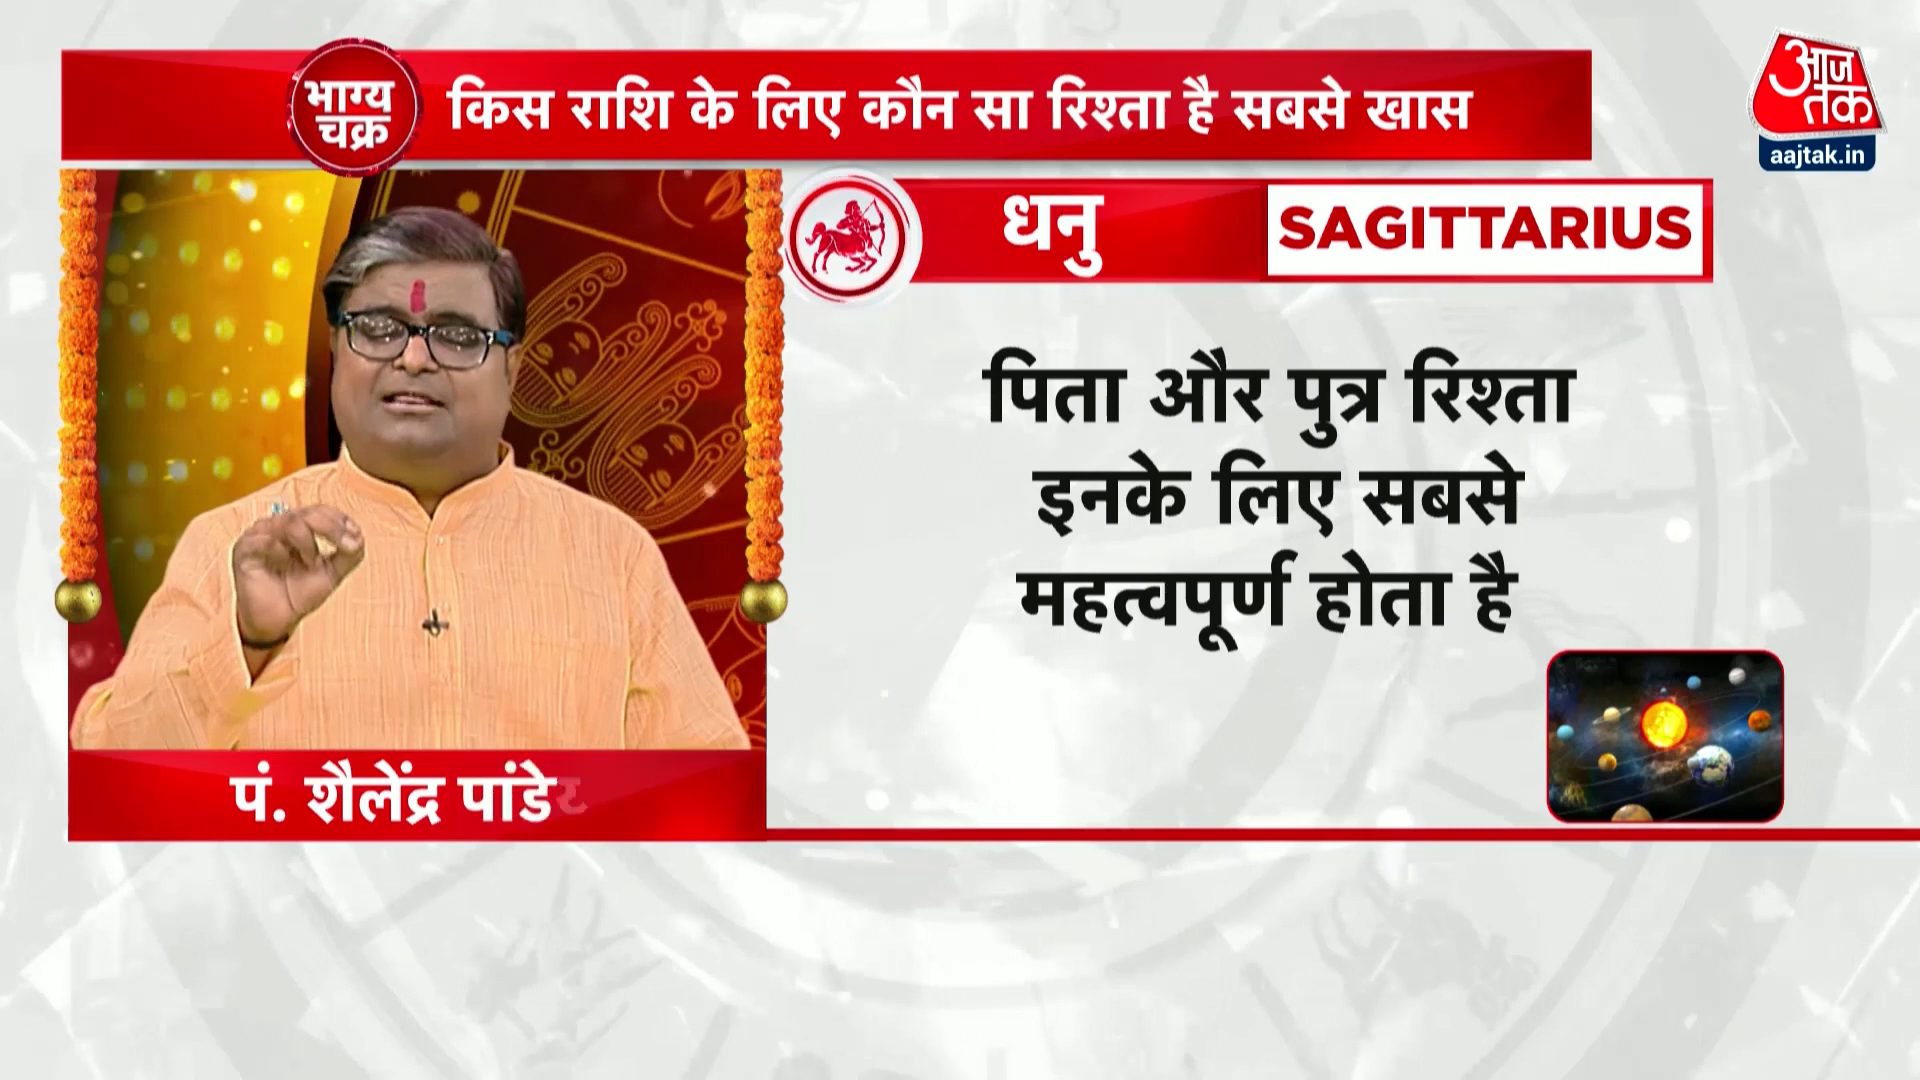 भाग्य
चक्र
किस राशि के लिए कौन सा रिश्ता है सबसे खास
आज
तक
aajtak.in
धनु
SAGITTARIUS
पिता और पुत्र रिश्ता
इनके लिए सबसे
महत्वपूर्ण होता है
पं. शैलेंद्र पांडेय